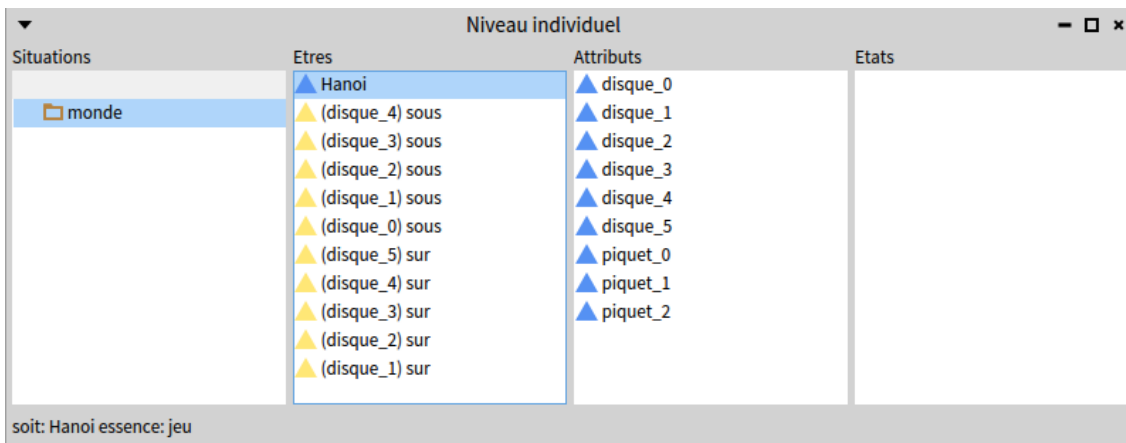 Niveau individuel
Situations
Etres
Attributs
Etats
monde
Hanoi
(disque_4) sous
(disque_3) sous
(disque_2) sous
(disque_1) sous
(disque_0) sous
(disque_5) sur
(disque_4) sur
(disque_3) sur
(disque_2) sur
(disque_1) sur
disque_0
disque_1
disque_2
disque_3
disque_4
disque_5
piquet_0
piquet_1
piquet_2
soit: Hanoi essence: jeu